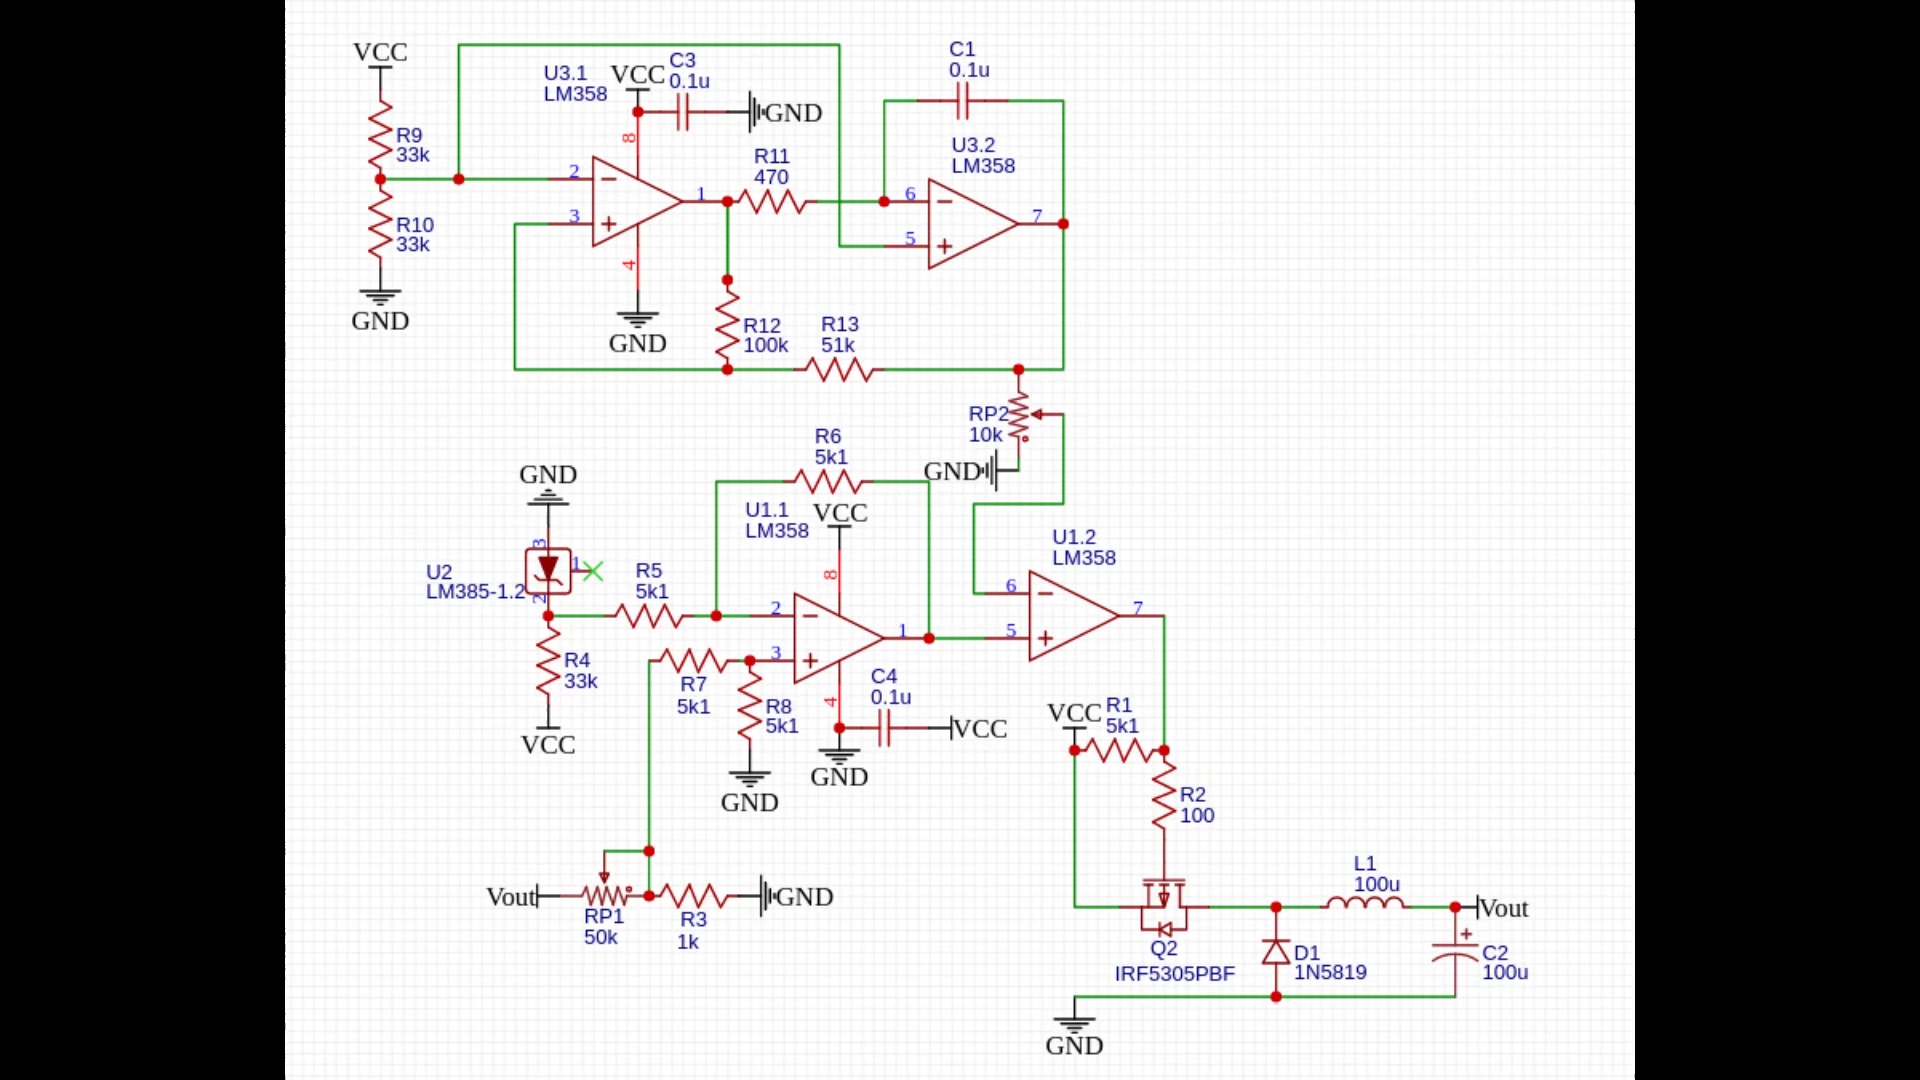 VCC
R9
33k
R10
33k
GND
U3.1
LM358
VCC
C3
0.1u
GND
8
2
3
1
4
GND
R11
470
C1
0.1u
U3.2
LM358
6
5
7
R12
100k
R13
51k
RP2
10k
GND
R6
5k1
GND
3
1
2
U2
LM385-1.2
R5
5k1
R4
33k
VCC
U1.1
LM358
VCC
8
2
3
1
4
R7
5k1
R8
5k1
GND
C4
0.1u
VCC
GND
U1.2
LM358
6
5
7
VCC
R1
5k1
R2
100
Vout
RP1
50k
R3
1k
GND
Q2
IRF5305PBF
L1
100u
Vout
D1
1N5819
C2
100u
GND